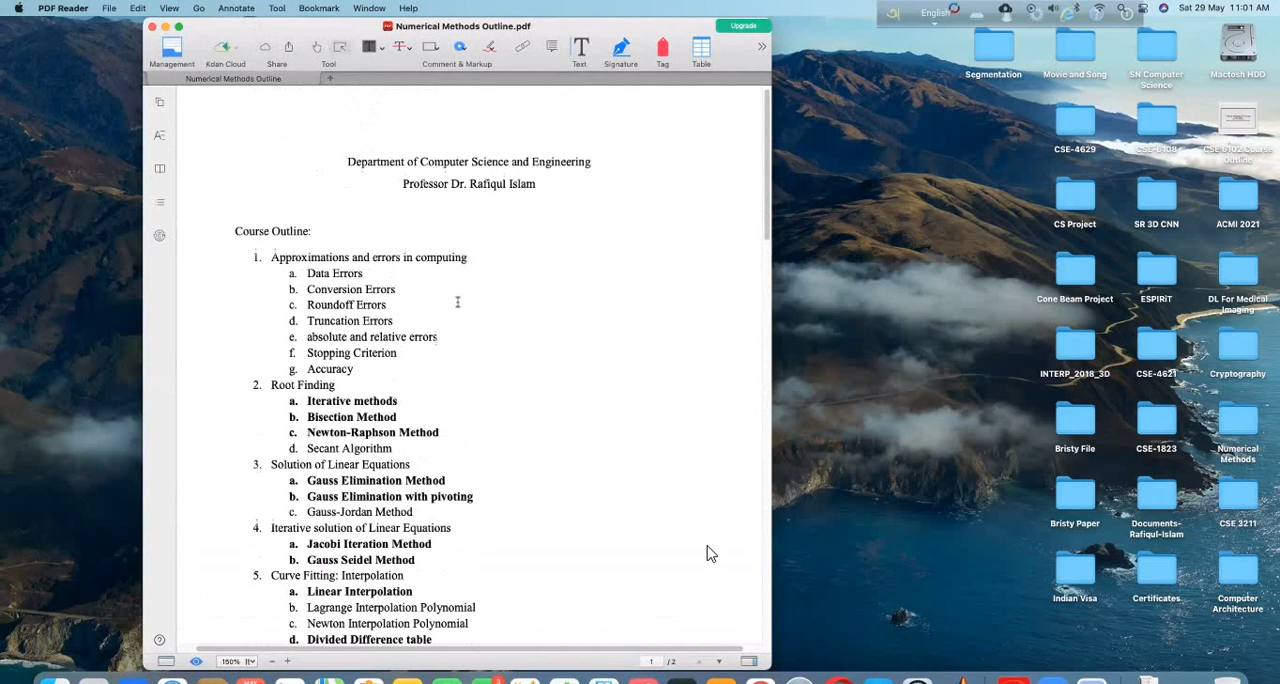 PDF Reader File Edit View Go Annotate Tool Bookmark Window Help
English
Sat 29 May 11:01 AM
Numerical Methods Outline.pdf
Upgrade
Management Kdan Cloud Share Tool Comment & Markup Text Signature Tag Table
Numerical Methods Outline
Department of Computer Science and Engineering
Professor Dr. Rafiqul Islam
Course Outline:
1. Approximations and errors in computing
a. Data Errors
b. Conversion Errors
c. Roundoff Errors
d. Truncation Errors
e. absolute and relative errors
f. Stopping Criterion
g. Accuracy
2. Root Finding
a. Iterative methods
b. Bisection Method
c. Newton-Raphson Method
d. Secant Algorithm
3. Solution of Linear Equations
a. Gauss Elimination Method
b. Gauss Elimination with pivoting
c. Gauss-Jordan Method
4. Iterative solution of Linear Equations
a. Jacobi Iteration Method
b. Gauss Seidel Method
5. Curve Fitting: Interpolation
a. Linear Interpolation
b. Lagrange Interpolation Polynomial
c. Newton Interpolation Polynomial
d. Divided Difference table
150%
1 / 2
Segmentation
Movie and Song
SN Computer
Science
Mactosh HDD
CSE-4629
CSE-6108
CSE-6102 Course
Outline
CS Project
SR 3D CNN
ACMI 2021
Cone Beam Project
ESPIRiT
DL For Medical
Imaging
INTERP_2018_3D
CSE-4621
Cryptography
Bristy File
CSE-1823
Numerical
Methods
Bristy Paper
Documents-
Rafiqul-Islam
CSE 3211
Indian Visa
Certificates
Computer
Architecture